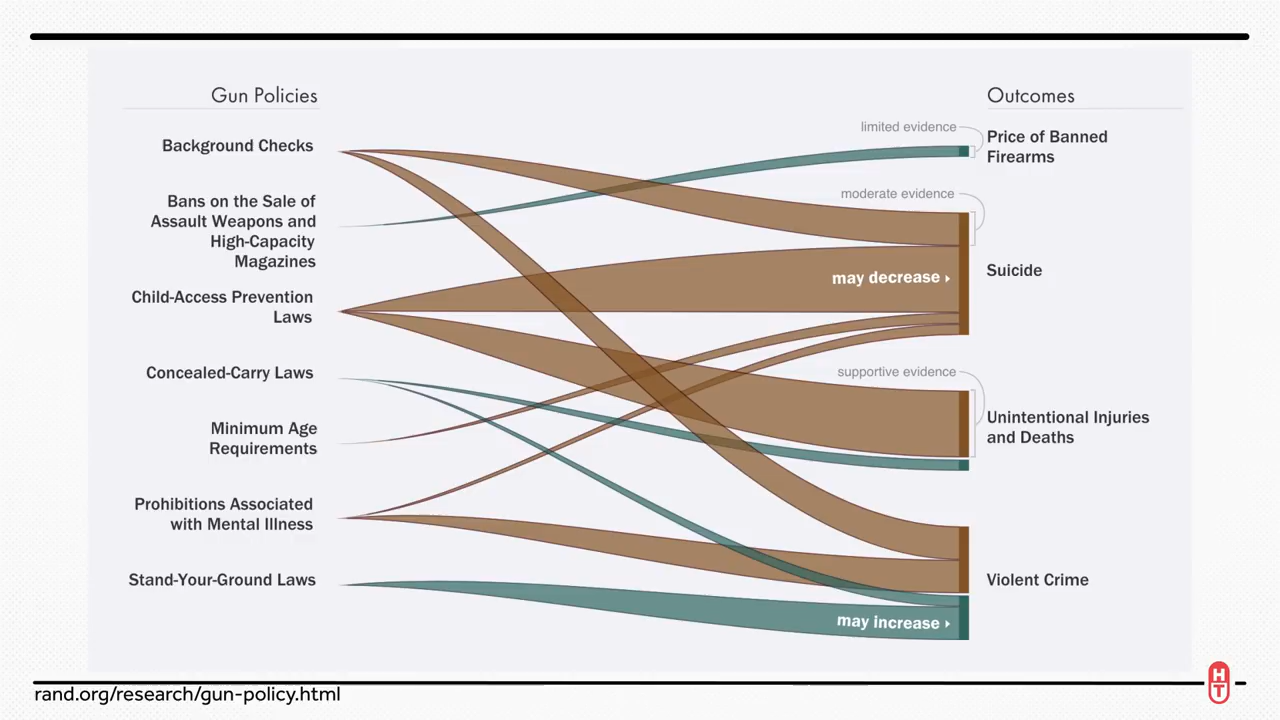 Gun Policies
Background Checks
Bans on the Sale of
Assault Weapons and
High-Capacity
Magazines
Child-Access Prevention
Laws
Concealed-Carry Laws
Minimum Age
Requirements
Prohibitions Associated
with Mental Illness
Stand-Your-Ground Laws
Outcomes
limited evidence
Price of Banned
Firearms
moderate evidence
may decrease
Suicide
supportive evidence
Unintentional Injuries
and Deaths
Violent Crime
may increase
rand.org/research/gun-policy.html
HT